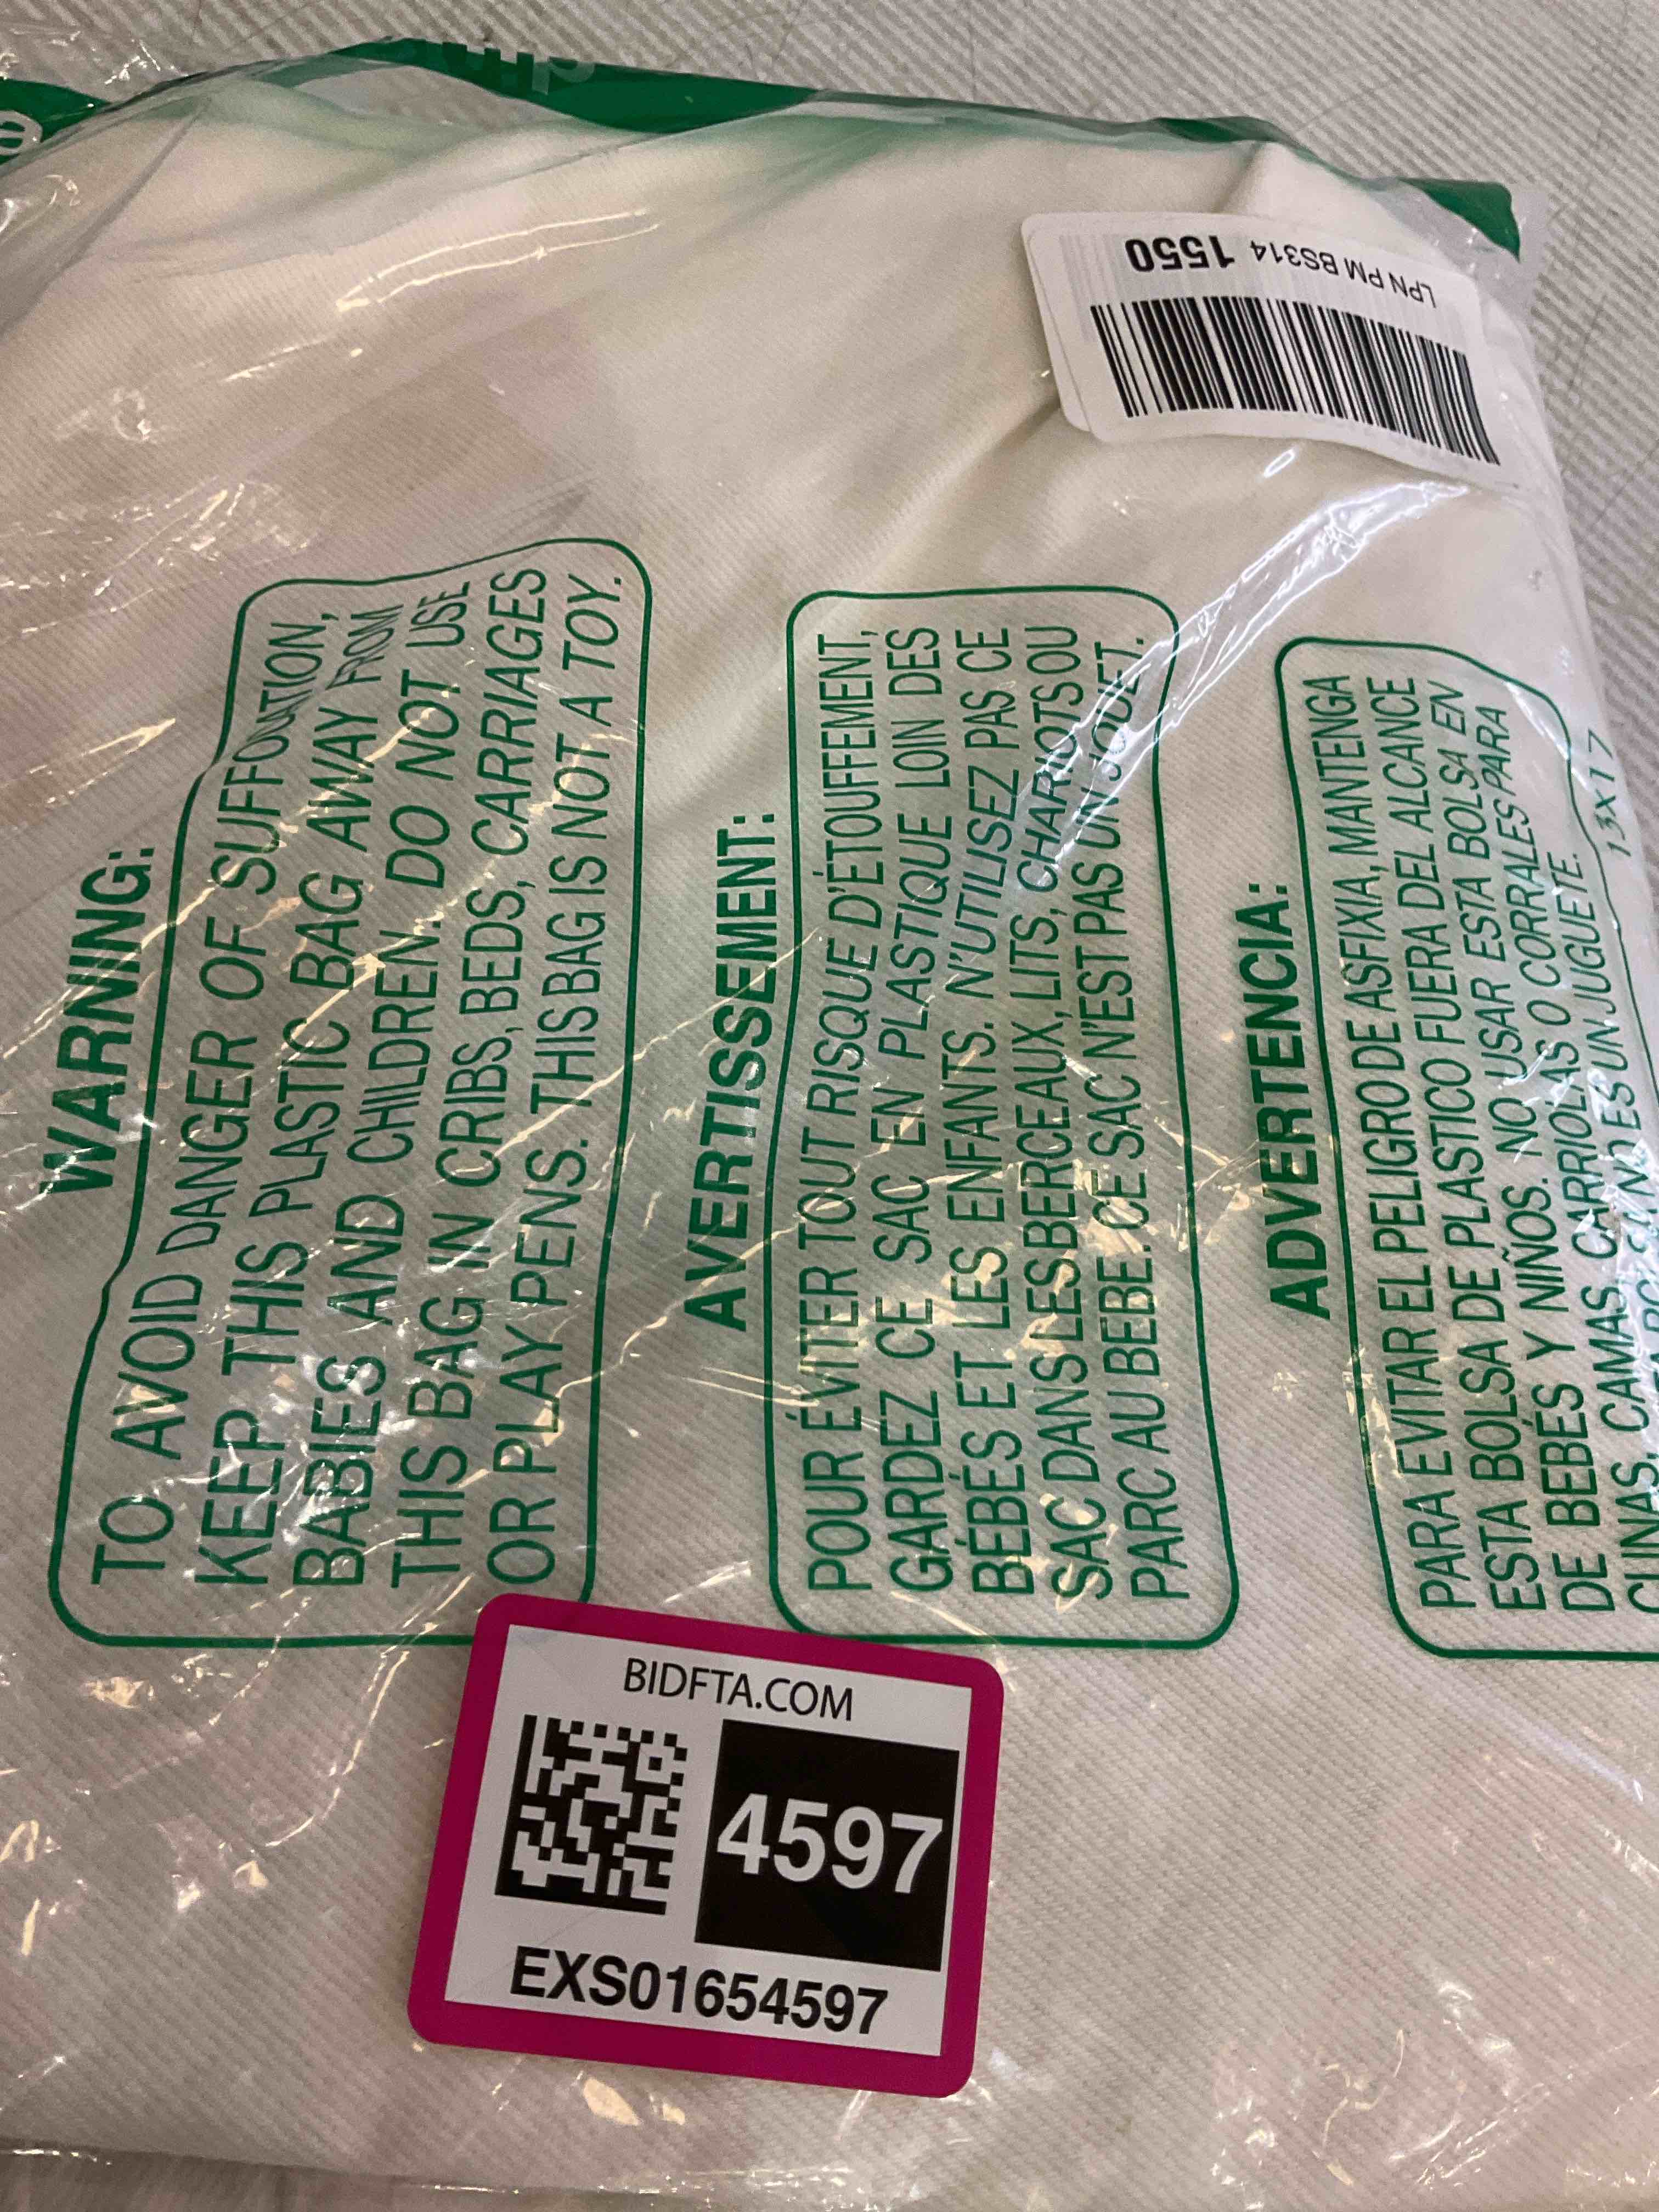 LPN PM BS314 1550
WARNING:
TO AVOID DANGER OF SUFFOCATION,
KEEP THIS PLASTIC BAG AWAY FROM
BABIES AND CHILDREN. DO NOT USE
THIS BAG IN CRIBS, BEDS, CARRIAGES
OR PLAY PENS. THIS BAG IS NOT A TOY.
AVERTISSEMENT:
POUR ÉVITER TOUT RISQUE D'ÉTOUFFEMENT,
GARDEZ CE SAC EN PLASTIQUE LOIN DES
BÉBÉS ET LES ENFANTS. N'UTILISEZ PAS CE
SAC DANS LES BERCEAUX, LITS, CHARIOTS OU
PARC AU BEBE. CE SAC N'EST PAS UN JOUET.
ADVERTENCIA:
PARA EVITAR EL PELIGRO DE ASFIXIA, MANTENGA
ESTA BOLSA DE PLASTICO FUERA DEL ALCANCE
DE BEBÉS Y NIÑOS. NO USAR ESTA BOLSA EN
CUNAS, CAMAS, CARRIOLAS O CORRALES PARA
NO ES UN JUGUETE.
13X17
BIDFTA.COM
4597
EXS01654597